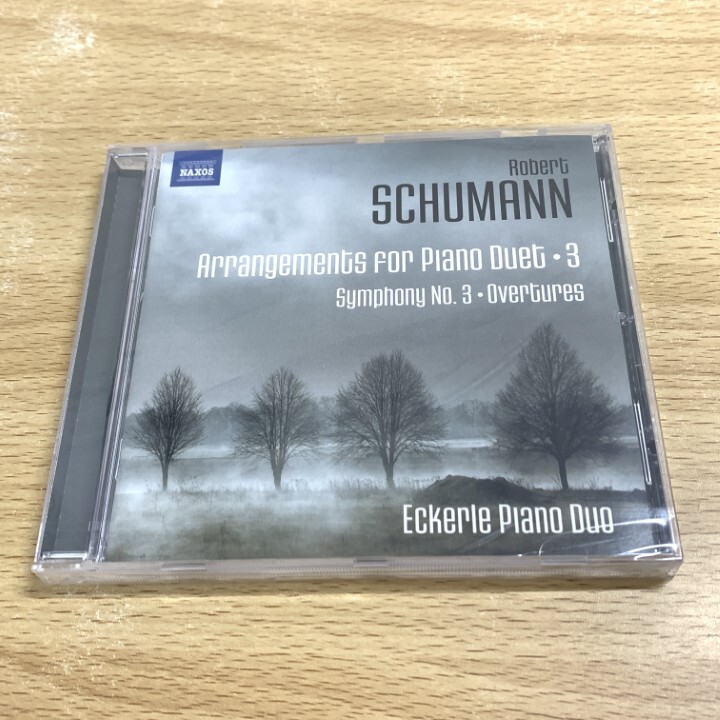 NAXOS
Robert
SCHUMANN
Arrangements for Piano Duet • 3
Symphony No. 3 • Overtures
Eckerle Piano Duo